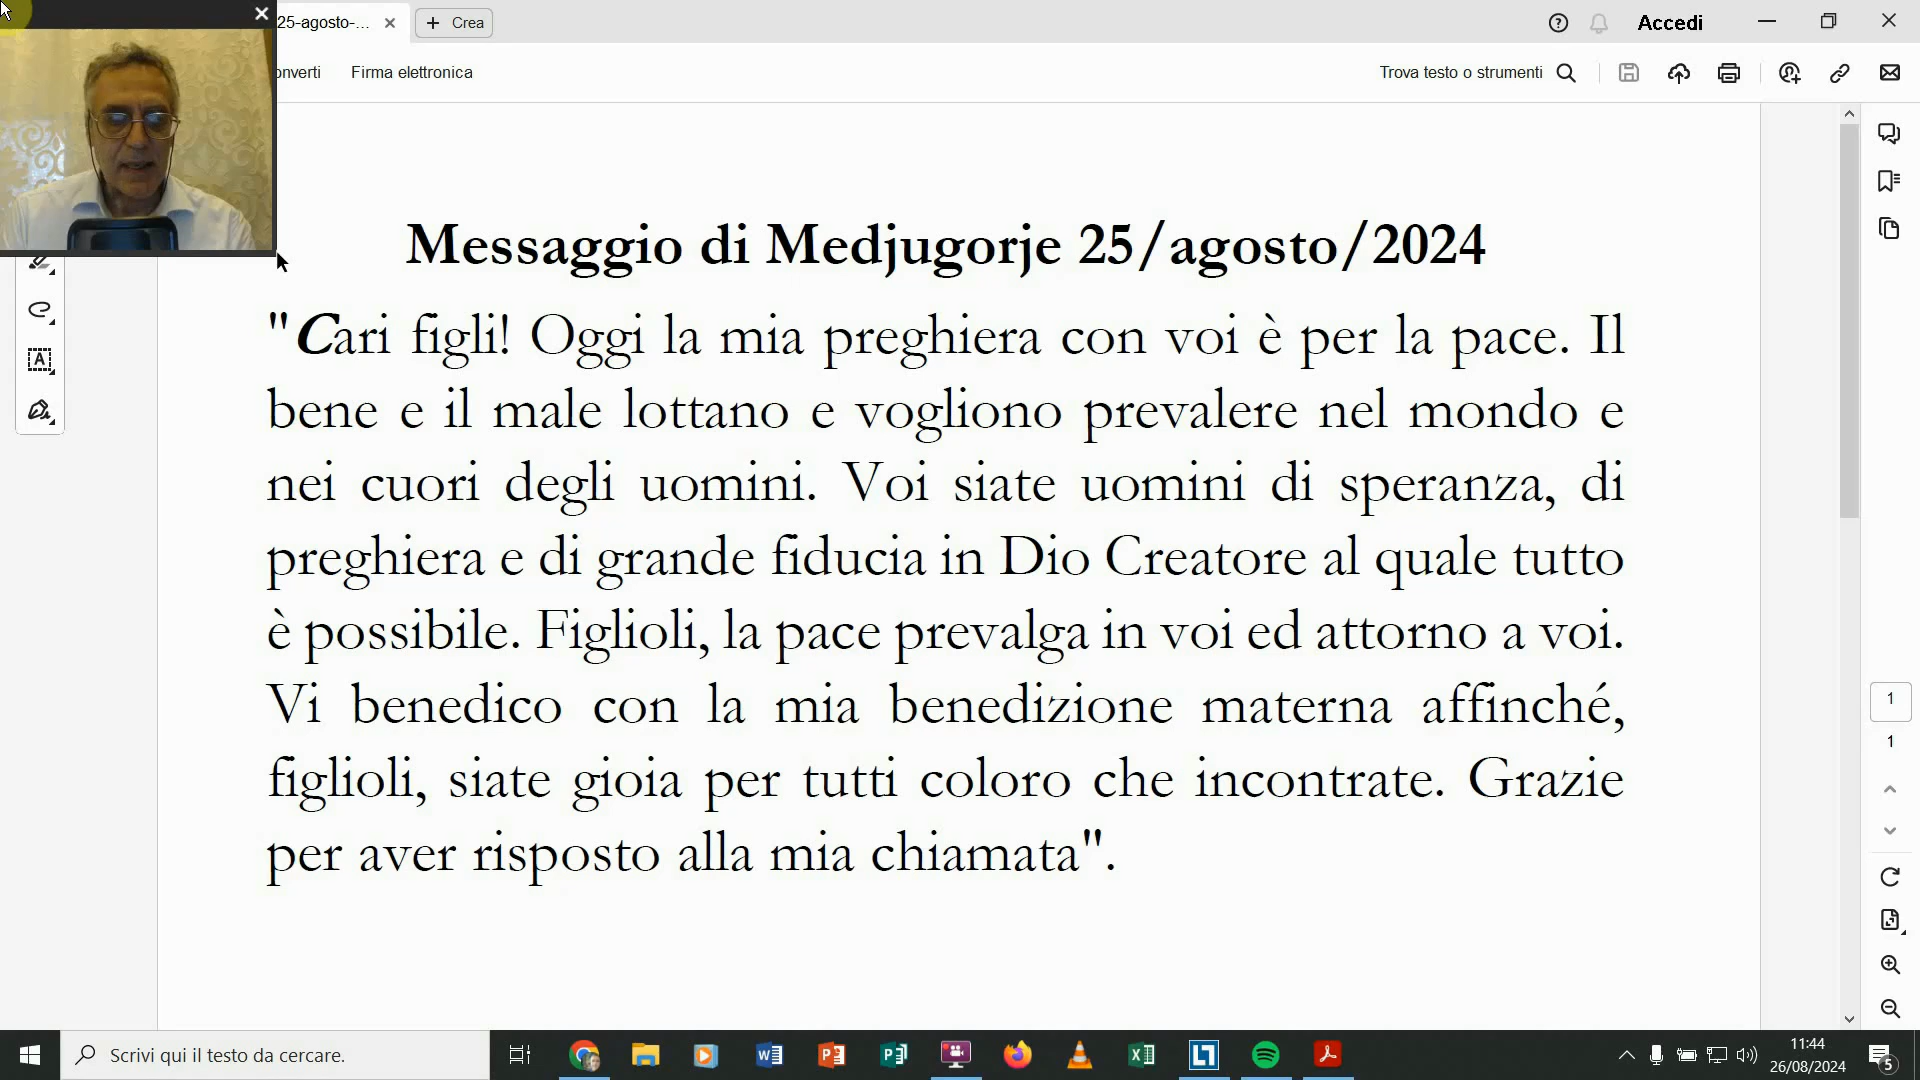 25-agosto-...
Crea
Accedi
onverti
Firma elettronica
Trova testo o strumenti
Messaggio di Medjugorje 25/agosto/2024
"Cari figli! Oggi la mia preghiera con voi è per la pace. Il
bene e il male lottano e vogliono prevalere nel mondo e
nei cuori degli uomini. Voi siate uomini di speranza, di
preghiera e di grande fiducia in Dio Creatore al quale tutto
è possibile. Figlioli, la pace prevalga in voi ed attorno a voi.
Vi benedico con la mia benedizione materna affinché,
figlioli, siate gioia per tutti coloro che incontrate. Grazie
per aver risposto alla mia chiamata".
1
1
Scrivi qui il testo da cercare.
11:44
26/08/2024
5